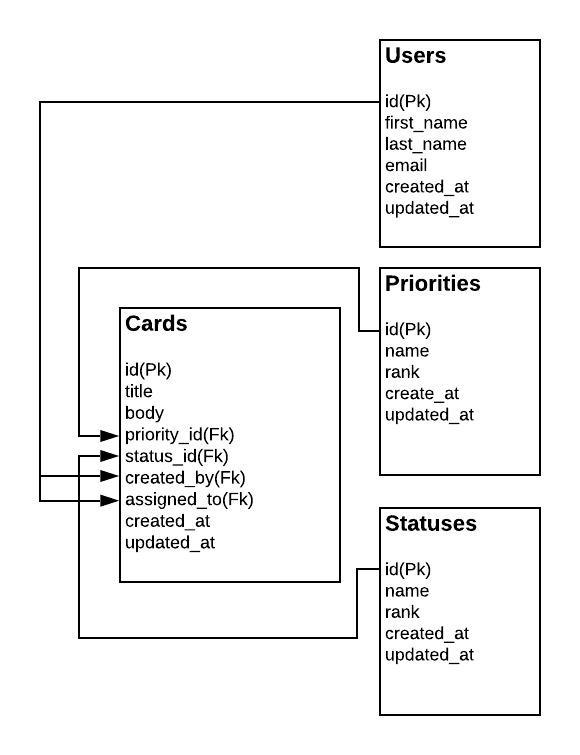 Users
id(Pk)
first_name
last_name
email
created_at
updated_at
Priorities
id(Pk)
name
rank
create_at
updated_at
Cards
id(Pk)
title
body
priority_id(Fk)
status_id(Fk)
created_by(Fk)
assigned_to(Fk)
created_at
updated_at
Statuses
id(Pk)
name
rank
created_at
updated_at